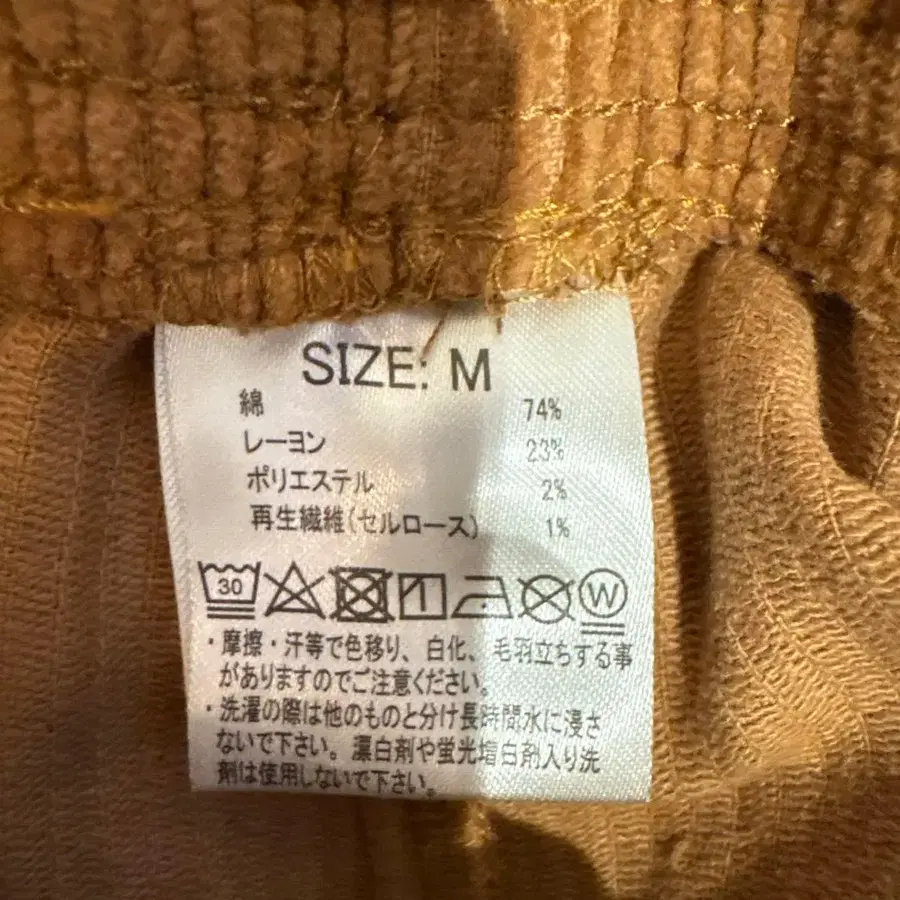 SIZE: M
綿 74%
レーヨン 23%
ポリエステル 2%
再生繊維(セルロース) 1%
30 W
・摩擦・汗等で色移り、白化、毛羽立ちする事
がありますのでご注意ください。
・洗濯の際は他のものと分け長時間水に浸さ
ないで下さい。漂白剤や蛍光増白剤入り洗
剤は使用しないで下さい。